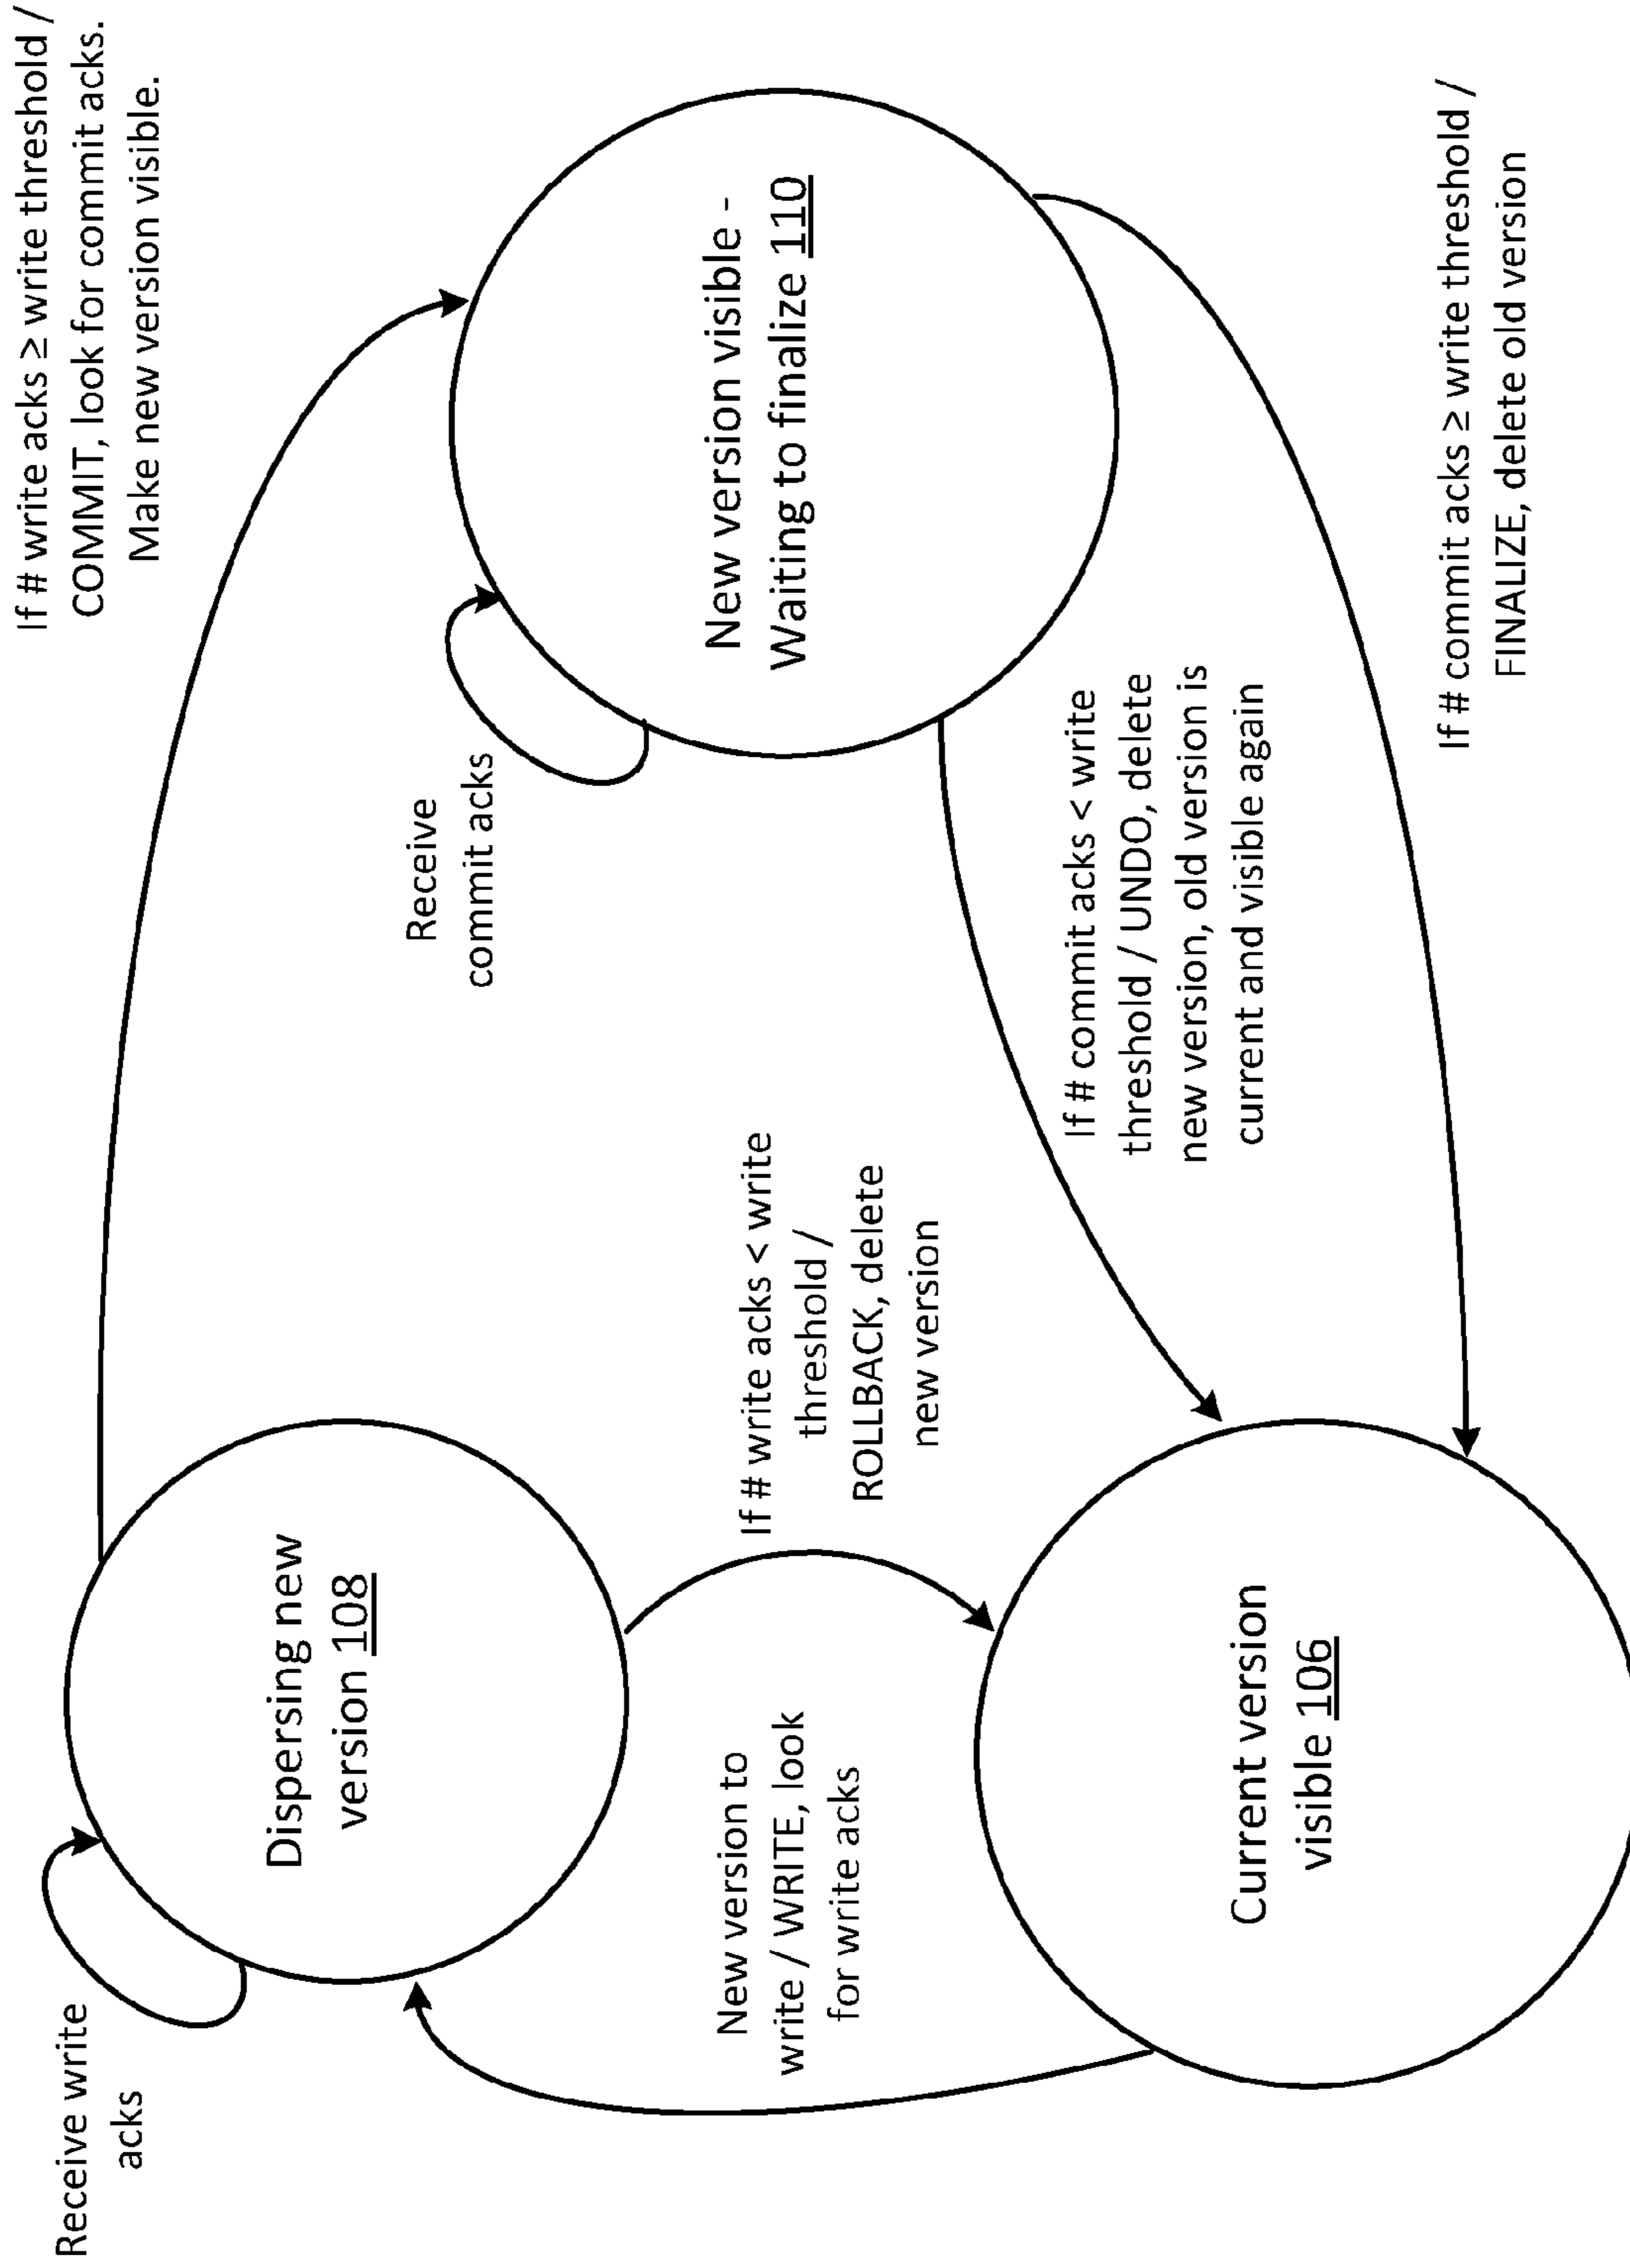 If # write acks ≥ write threshold /
COMMIT, look for commit acks.
Make new version visible.
Receive write
acks
Dispersing new
version 108
Receive
commit acks
New version visible -
Waiting to finalize 110
If # write acks < write
threshold /
ROLLBACK, delete
new version
New version to
write / WRITE, look
for write acks
If # commit acks < write
threshold / UNDO, delete
new version, old version is
current and visible again
Current version
visible 106
If # commit acks ≥ write threshold /
FINALIZE, delete old version